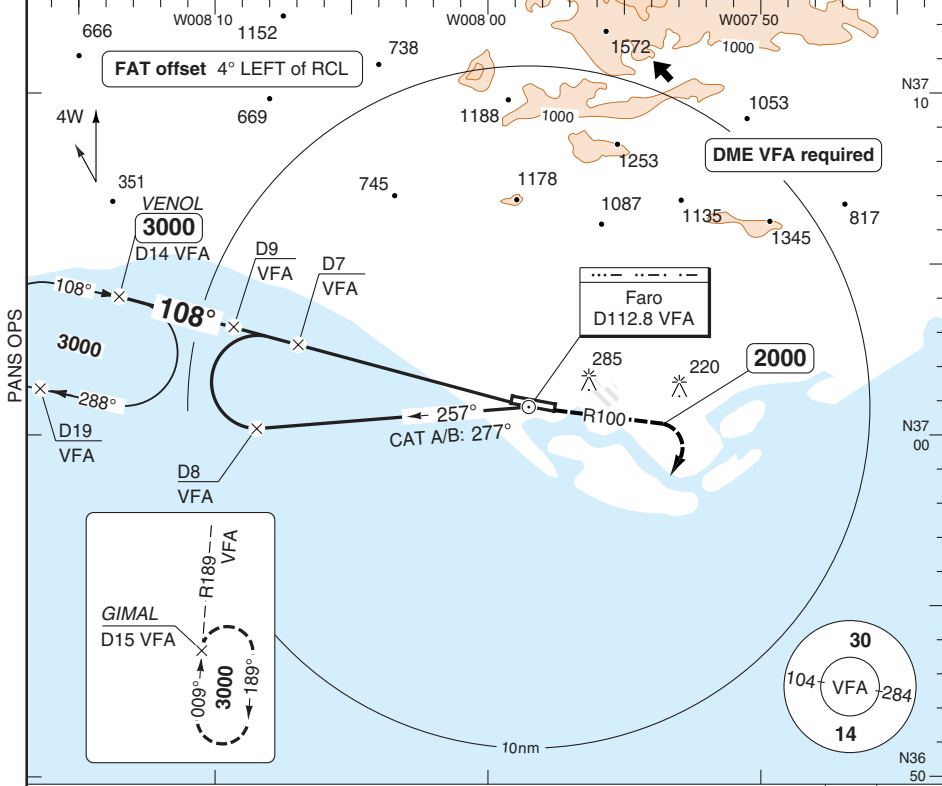 W008 10
W008 00
W007 50
666
1152
738
1572
1000
FAT offset 4° LEFT of RCL
N37
10
669
1188
1000
1053
4W
1253
DME VFA required
351
745
1178
1087
1135
1345
817
VENOL
3000
D14 VFA
D9
VFA
D7
VFA
Faro
D112.8 VFA
108°
108°
3000
288°
D19
VFA
PANS OPS
285
220
2000
R100
257°
CAT A/B: 277°
N37
00
D8
VFA
R189
VFA
GIMAL
D15 VFA
009°
3000
189°
30
104
VFA
284
14
10nm
N36
50